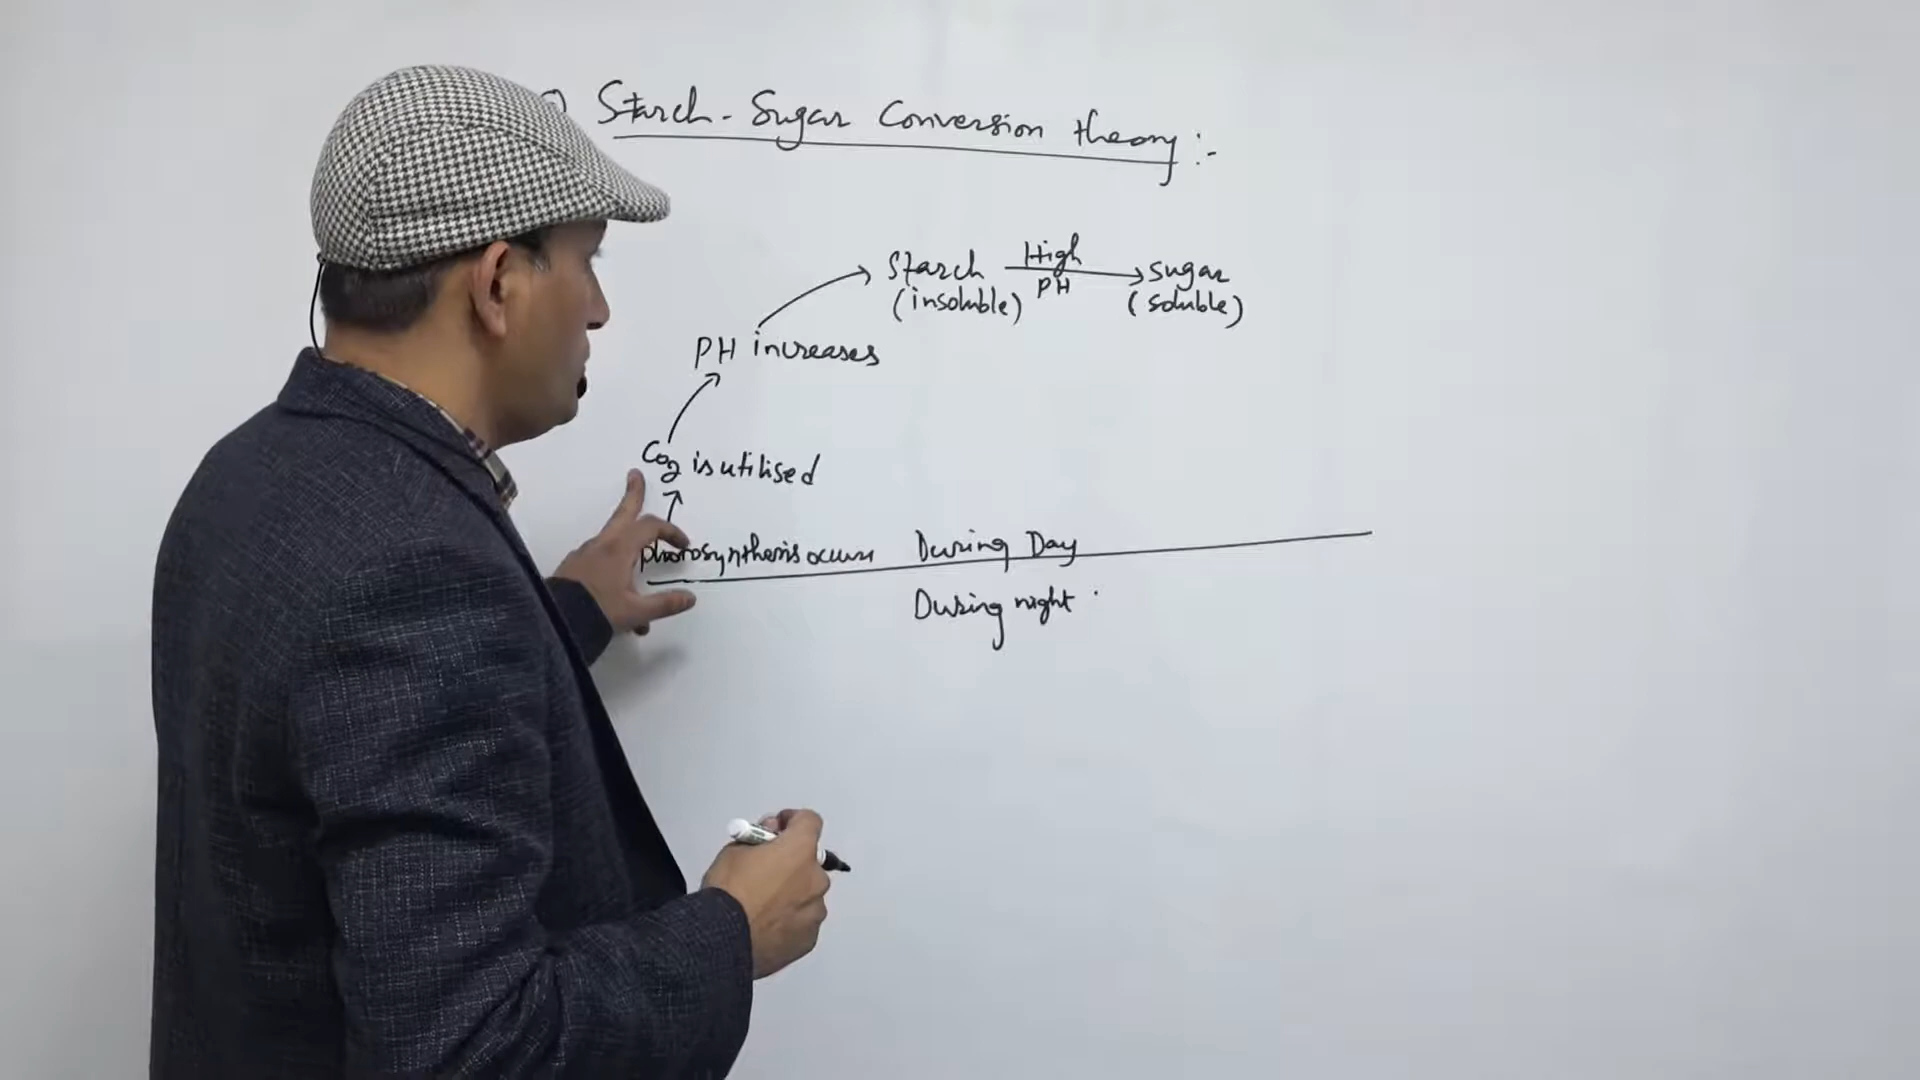 Starch - Sugar Conversion theory :-
Starch High sugar
(insoluble) PH (soluble)
PH increases
Co2 is utilised
photosynthesis occurs During Day
During night